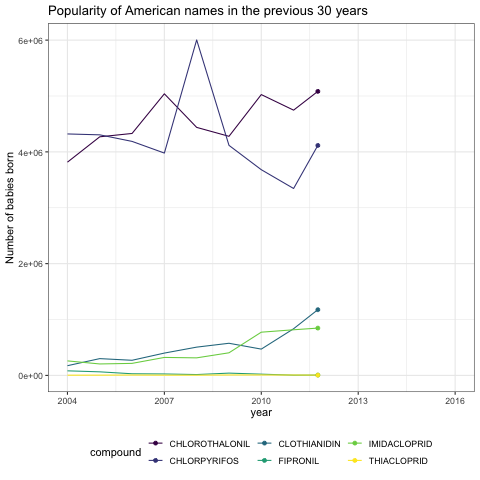 Popularity of American names in the previous 30 years
Number of babies born
6e+06
4e+06
2e+06
0e+00
2004 2007 2010 2013 2016
year
compound
CHLOROTHALONIL CLOTHIANIDIN IMIDACLOPRID
CHLORPYRIFOS FIPRONIL THIACLOPRID